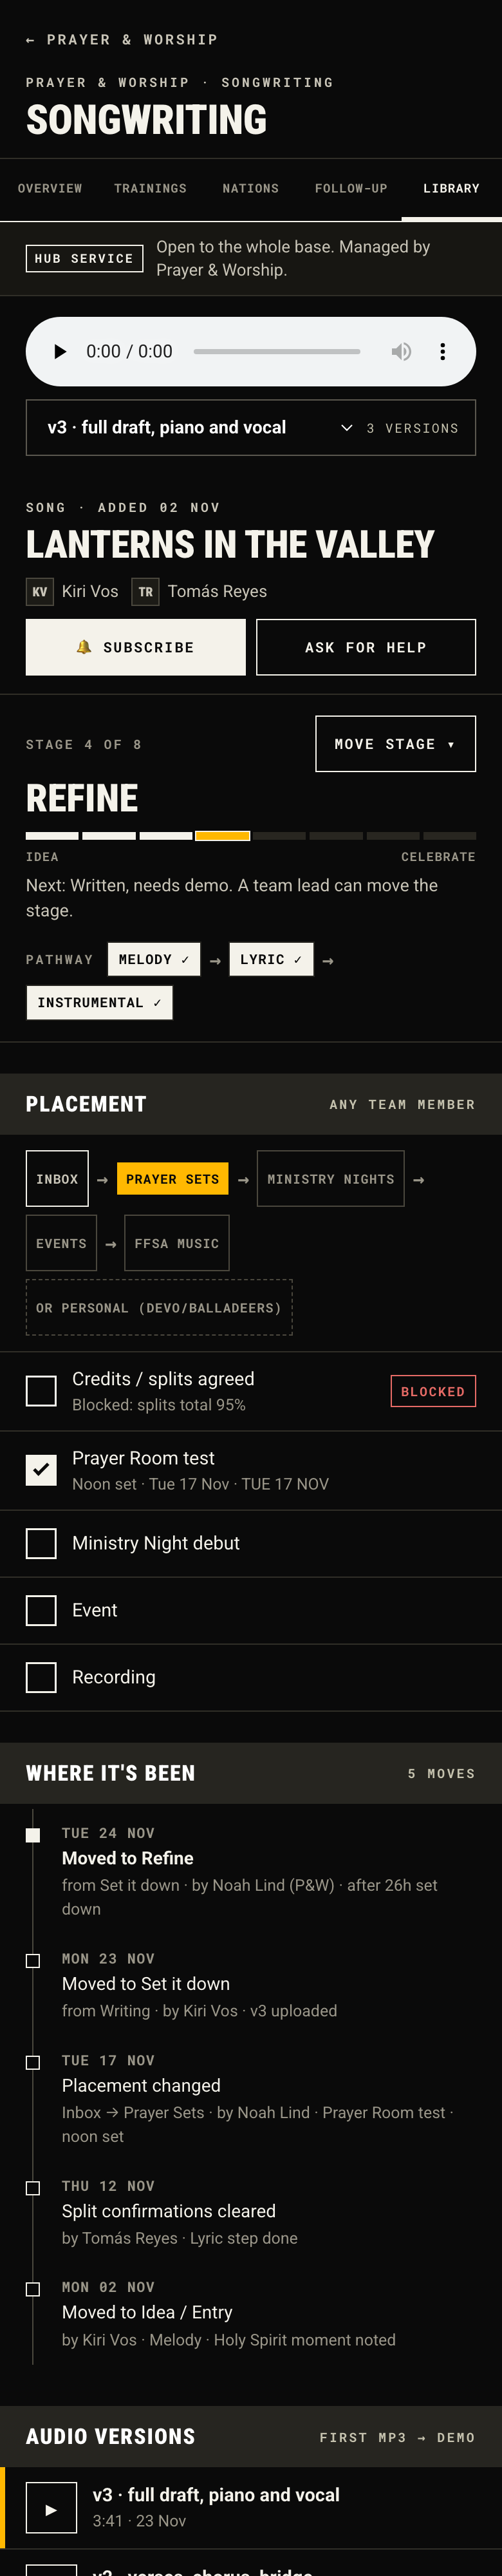 ← PRAYER & WORSHIP
PRAYER & WORSHIP · SONGWRITING
SONGWRITING
OVERVIEW TRAININGS NATIONS FOLLOW-UP LIBRARY
HUB SERVICE
Open to the whole base. Managed by
Prayer & Worship.
0:00 / 0:00
v3 · full draft, piano and vocal 3 VERSIONS
SONG · ADDED 02 NOV
LANTERNS IN THE VALLEY
KV Kiri Vos TR Tomás Reyes
🔔 SUBSCRIBE ASK FOR HELP
STAGE 4 OF 8 MOVE STAGE ▾
REFINE
IDEA CELEBRATE
Next: Written, needs demo. A team lead can move the
stage.
PATHWAY MELODY ✓ → LYRIC ✓ →
INSTRUMENTAL ✓
PLACEMENT ANY TEAM MEMBER
INBOX → PRAYER SETS → MINISTRY NIGHTS →
EVENTS → FFSA MUSIC
OR PERSONAL (DEVO/BALLADEERS)
Credits / splits agreed BLOCKED
Blocked: splits total 95%
Prayer Room test
Noon set · Tue 17 Nov · TUE 17 NOV
Ministry Night debut
Event
Recording
WHERE IT'S BEEN 5 MOVES
TUE 24 NOV
Moved to Refine
from Set it down · by Noah Lind (P&W) · after 26h set
down
MON 23 NOV
Moved to Set it down
from Writing · by Kiri Vos · v3 uploaded
TUE 17 NOV
Placement changed
Inbox → Prayer Sets · by Noah Lind · Prayer Room test ·
noon set
THU 12 NOV
Split confirmations cleared
by Tomás Reyes · Lyric step done
MON 02 NOV
Moved to Idea / Entry
by Kiri Vos · Melody · Holy Spirit moment noted
AUDIO VERSIONS FIRST MP3 → DEMO
v3 · full draft, piano and vocal
3:41 · 23 Nov